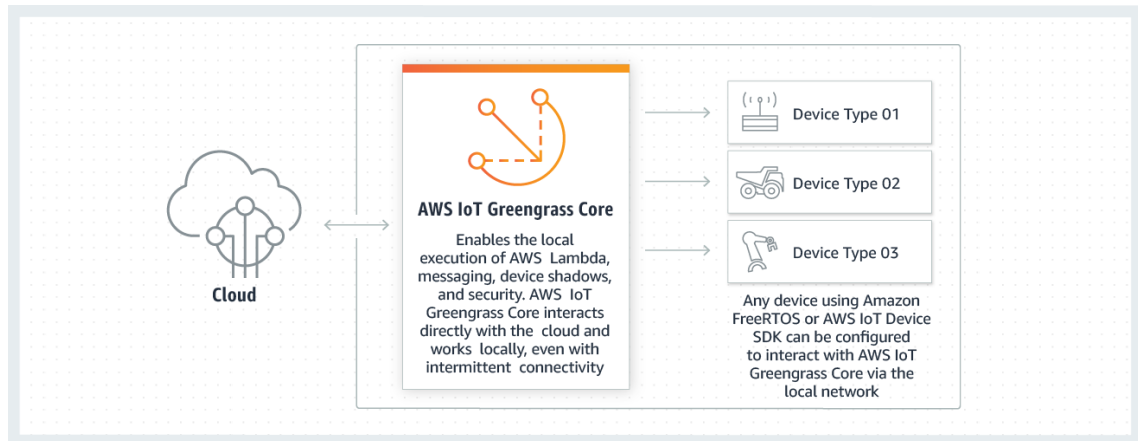 Cloud
AWS IoT Greengrass Core
Enables the local
execution of AWS Lambda,
messaging, device shadows,
and security. AWS IoT
Greengrass Core interacts
directly with the cloud and
works locally, even with
intermittent connectivity
Device Type 01
Device Type 02
Device Type 03
Any device using Amazon
FreeRTOS or AWS IoT Device
SDK can be configured
to interact with AWS IoT
Greengrass Core via the
local network